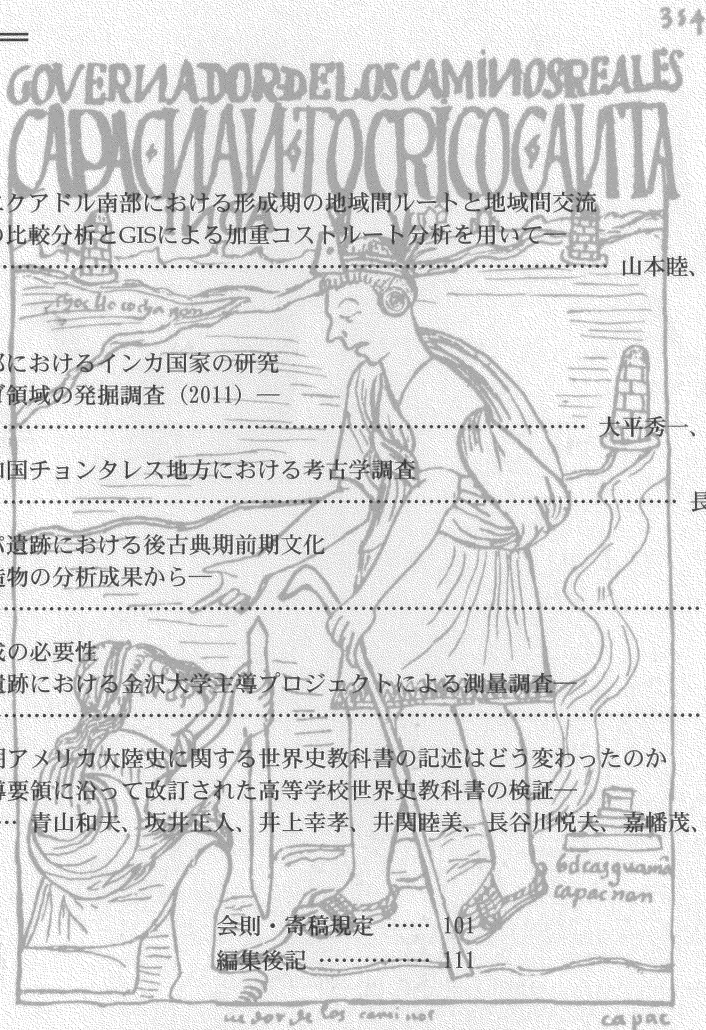 354
GOVERNADOR DE LOS CAMINOS REALES
CAPAC·NAN·TOCRICOC·
クアドル南部における形成期の地域間ルートと地域間交流
の比較分析とGISによる加重コストルート分析を用いて―
山本睦、
におけるインカ国家の研究
領域の発掘調査（2011）―
大平秀一、
国チョンタレス地方における考古学調査
長
遺跡における後古典期前期文化
造物の分析成果から―
の必要性
遺跡における金沢大学主導プロジェクトによる測量調査―
アメリカ大陸史に関する世界史教科書の記述はどう変わったのか
要領に沿って改訂された高等学校世界史教科書の検証―
… 青山和夫、坂井正人、井上幸孝、井関睦美、長谷川悦夫、嘉幡茂、
capac nan
会則・寄稿規定 …… 101
編集後記 …………… 111
de los caminos
capac